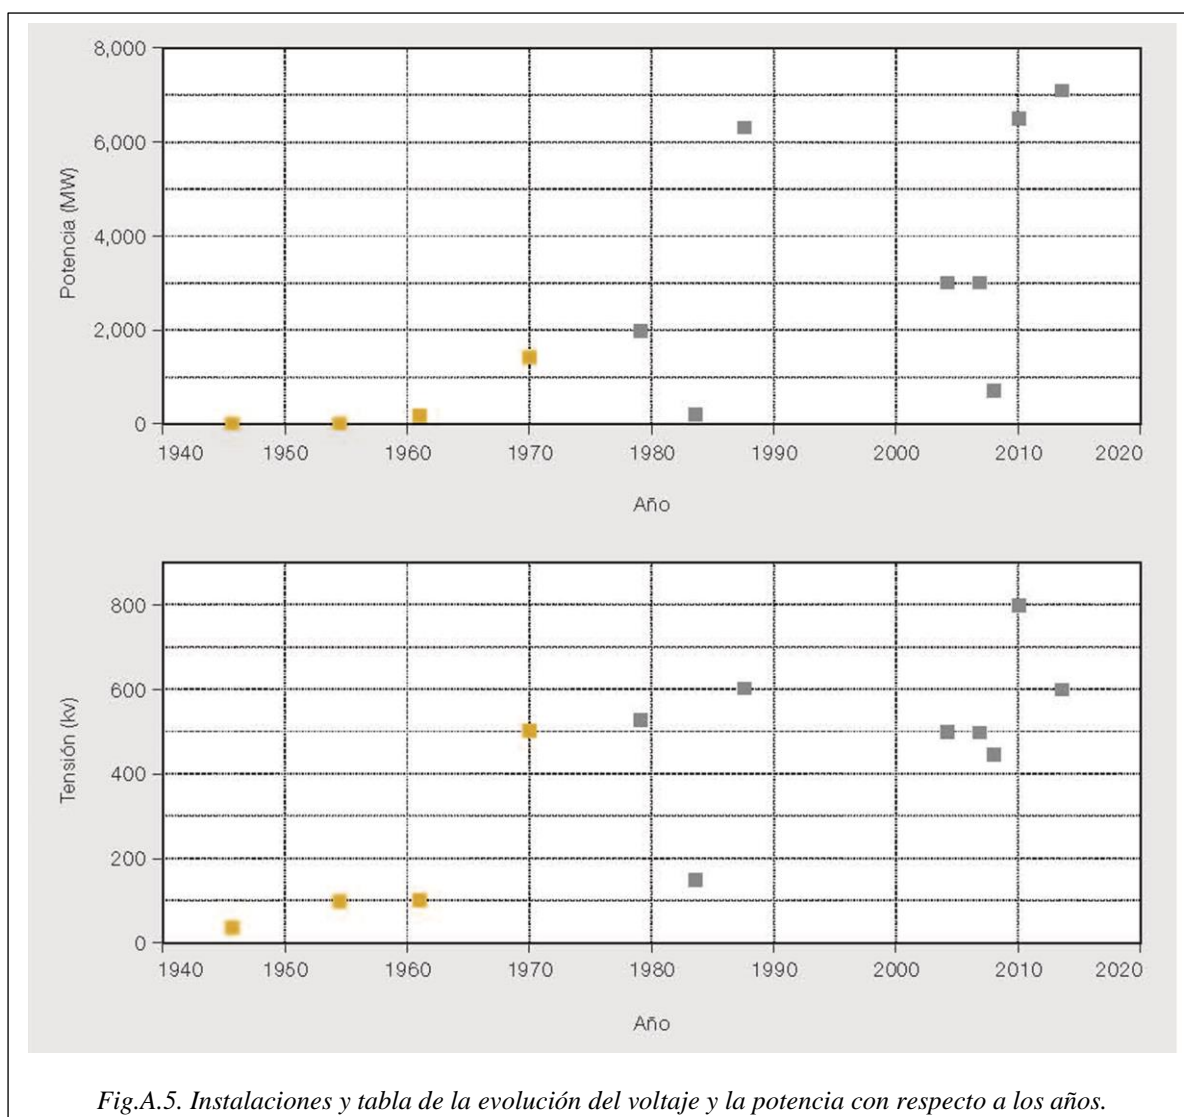 8,000
6,000
4,000
2,000
0
Potencia (MW)
1940 1950 1960 1970 1980 1990 2000 2010 2020
Año
800
600
400
200
0
Tensión (kv)
1940 1950 1960 1970 1980 1990 2000 2010 2020
Año
Fig.A.5. Instalaciones y tabla de la evolución del voltaje y la potencia con respecto a los años.